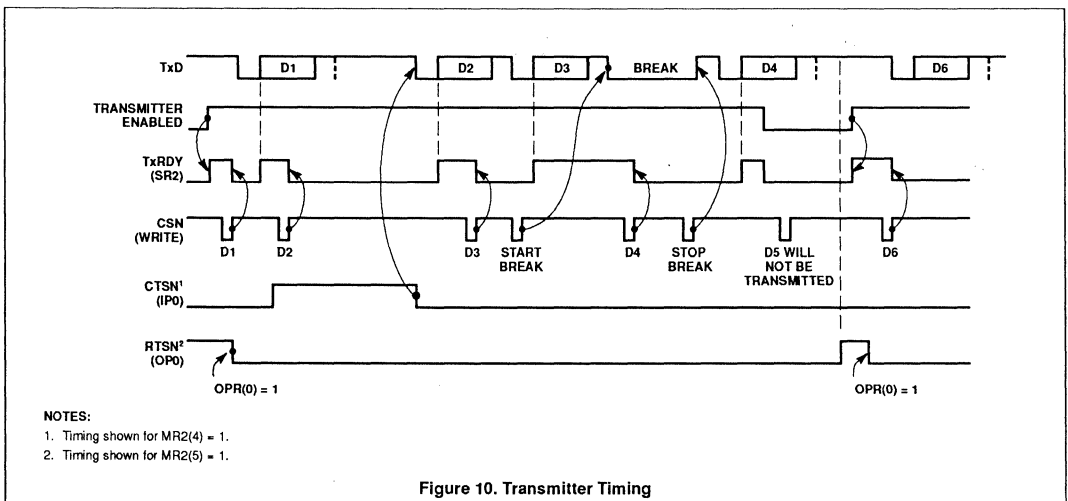 TxD
D1
D2
D3
BREAK
D4
D6
TRANSMITTER
ENABLED
TxRDY
(SR2)
CSN
(WRITE)
D1
D2
D3
START
BREAK
D4
STOP
BREAK
D5 WILL
NOT BE
TRANSMITTED
D6
CTSN¹
(IP0)
RTSN²
(OP0)
OPR(0) = 1
OPR(0) = 1
NOTES:
1. Timing shown for MR2(4) = 1.
2. Timing shown for MR2(5) = 1.
Figure 10. Transmitter Timing